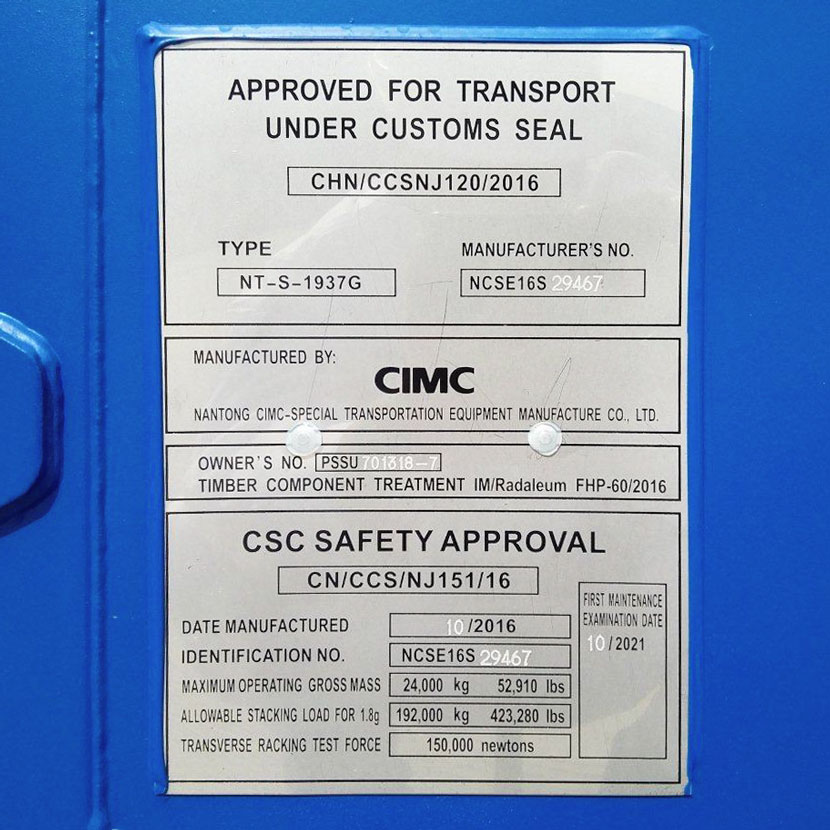 APPROVED FOR TRANSPORT
UNDER CUSTOMS SEAL
CHN/CCSNJ120/2016
TYPE MANUFACTURER'S NO.
NT-S-1937G NCSE16S 29467
MANUFACTURED BY:
CIMC
NANTONG CIMC-SPECIAL TRANSPORTATION EQUIPMENT MANUFACTURE CO., LTD.
OWNER'S NO. PSSU 701318-7
TIMBER COMPONENT TREATMENT IM/Radaleum FHP-60/2016
CSC SAFETY APPROVAL
CN/CCS/NJ151/16
DATE MANUFACTURED 10/2016
IDENTIFICATION NO. NCSE16S 29467
MAXIMUM OPERATING GROSS MASS 24,000 kg 52,910 lbs
ALLOWABLE STACKING LOAD FOR 1.8g 192,000 kg 423,280 lbs
TRANSVERSE RACKING TEST FORCE 150,000 newtons
FIRST MAINTENANCE
EXAMINATION DATE
10/2021